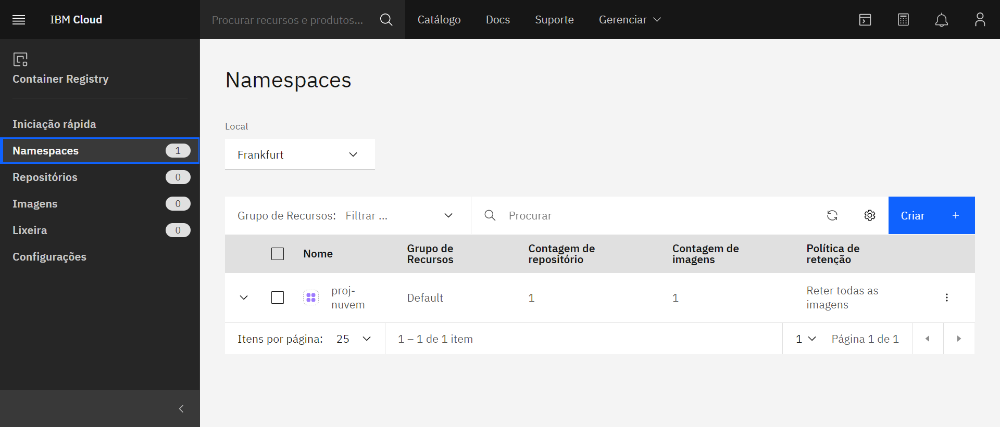 IBM Cloud
Procurar recursos e produtos...
Catálogo
Docs
Suporte
Gerenciar
Container Registry
Iniciação rápida
Namespaces 1
Repositórios 0
Imagens 0
Lixeira 0
Configurações
Namespaces
Local
Frankfurt
Grupo de Recursos: Filtrar ...
Procurar
Criar +
Nome
Grupo de
Recursos
Contagem de
repositório
Contagem de
imagens
Política de
retenção
proj-
nuvem
Default
1
1
Reter todas as
imagens
Itens por página: 25
1 – 1 de 1 item
1
Página 1 de 1